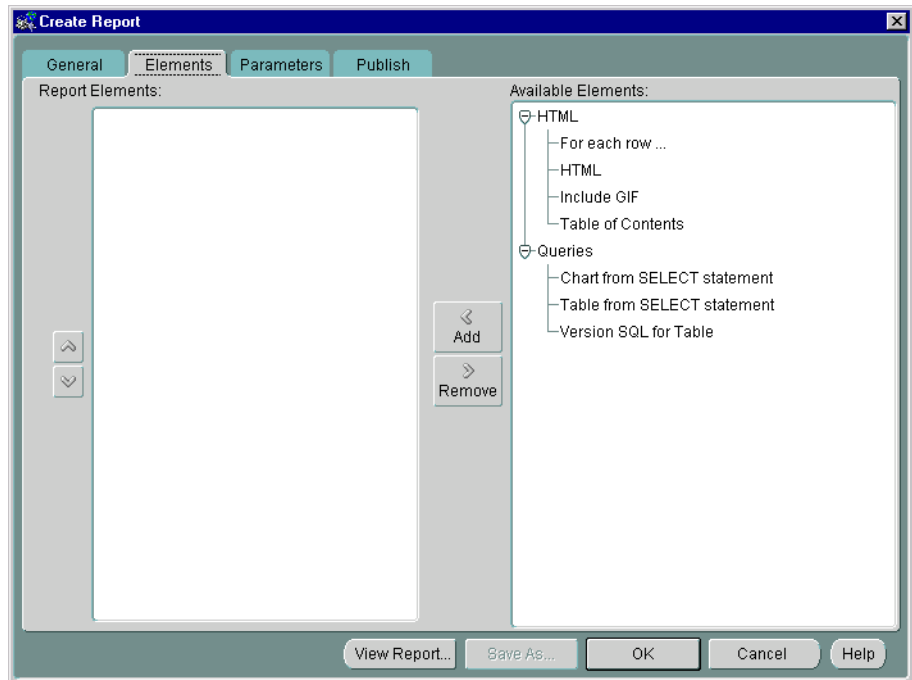 Create Report
General Elements Parameters Publish
Report Elements:
Available Elements:
HTML
For each row ...
HTML
Include GIF
Table of Contents
Queries
Chart from SELECT statement
Table from SELECT statement
Version SQL for Table
Add
Remove
View Report... Save As... OK Cancel Help